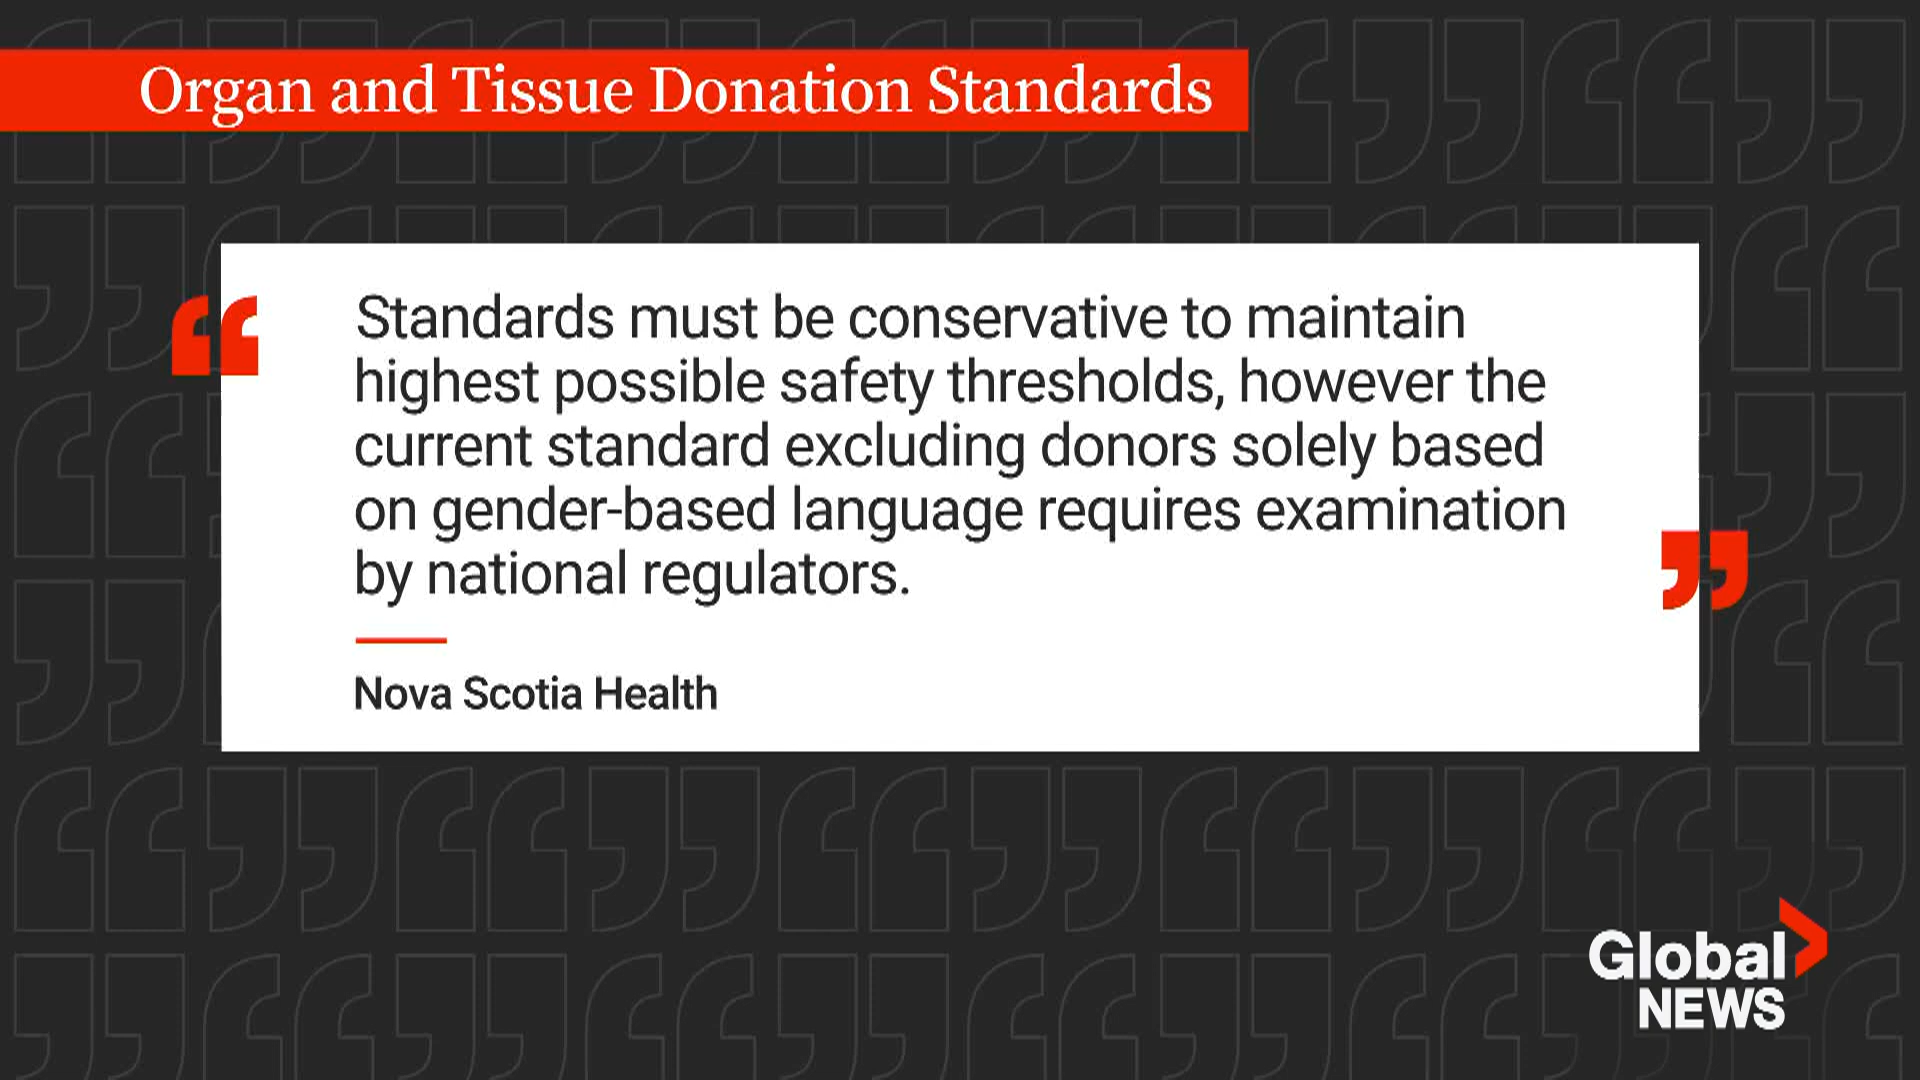 Organ and Tissue Donation Standards
“
Standards must be conservative to maintain
highest possible safety thresholds, however the
current standard excluding donors solely based
on gender-based language requires examination
by national regulators.
”
Nova Scotia Health
Global
NEWS